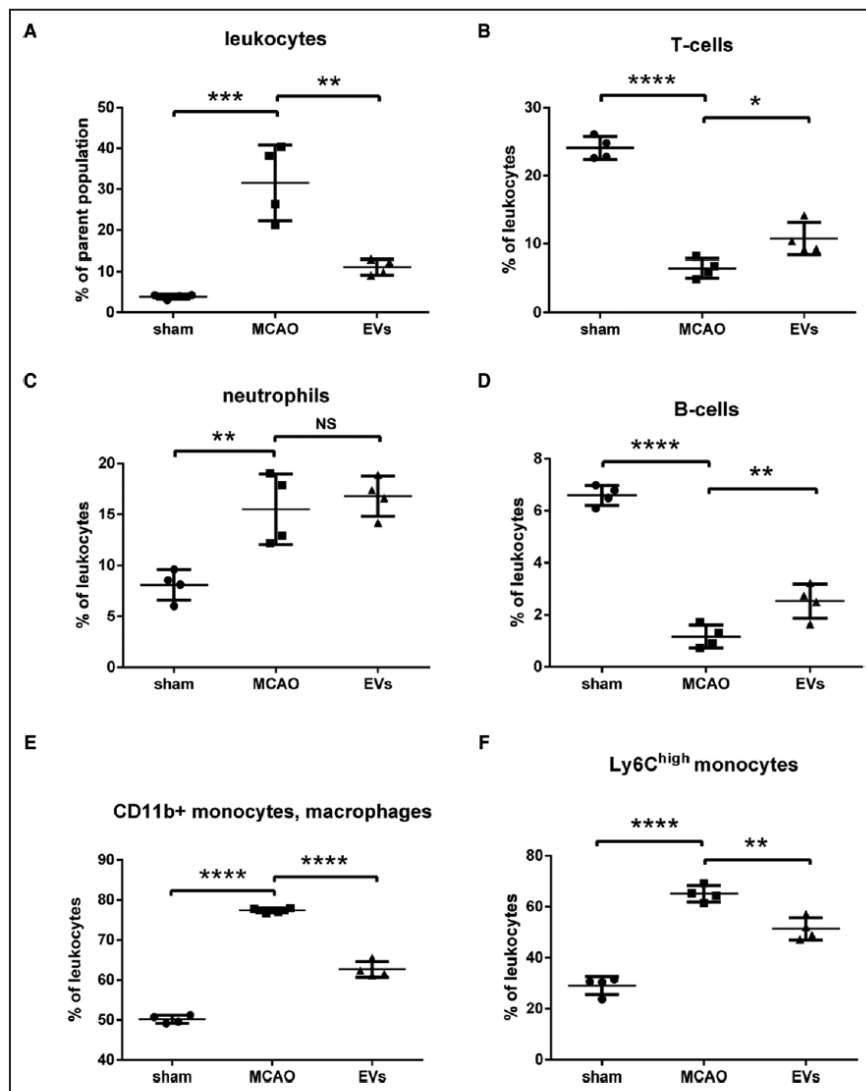 A
leukocytes
*** **
% of parent population
50
40
30
20
10
0
sham MCAO EVs
B
T-cells
**** *
% of leukocytes
30
20
10
0
sham MCAO EVs
C
neutrophils
** NS
% of leukocytes
20
15
10
5
0
sham MCAO EVs
D
B-cells
**** **
% of leukocytes
8
6
4
2
0
sham MCAO EVs
E
CD11b+ monocytes, macrophages
**** ****
% of leukocytes
90
80
70
60
50
40
sham MCAO EVs
F
Ly6Chigh monocytes
**** **
% of leukocytes
80
60
40
20
0
sham MCAO EVs